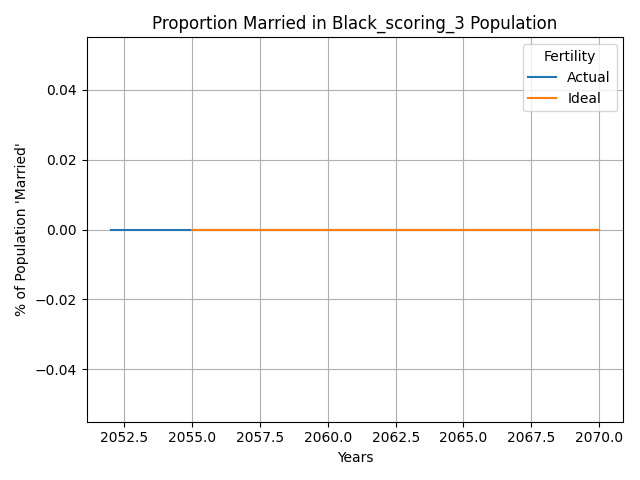 Proportion Married in Black_scoring_3 Population
% of Population 'Married'
0.04
0.02
0.00
−0.02
−0.04
Fertility
Actual
Ideal
2052.5 2055.0 2057.5 2060.0 2062.5 2065.0 2067.5 2070.0
Years